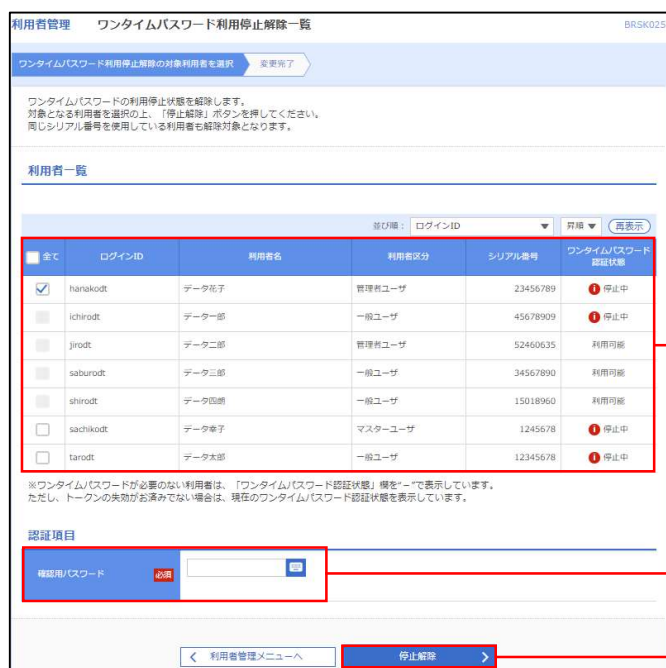 利用者管理 ワンタイムパスワード利用停止解除一覧 BRSK025
ワンタイムパスワード利用停止解除の対象利用者を選択 変更完了
ワンタイムパスワードの利用停止状態を解除します。
対象となる利用者を選択の上、「停止解除」ボタンを押してください。
同じシリアル番号を使用している利用者も解除対象となります。
利用者一覧
並び順： ログインID ▼ 昇順 ▼ 再表示
全て ログインID 利用者名 利用者区分 シリアル番号 ワンタイムパスワード
認証状態
hanakodt データ花子 管理者ユーザ 23456789 停止中
ichirodt データ一郎 一般ユーザ 45678909 停止中
jirodt データ二郎 管理者ユーザ 52460635 利用可能
saburodt データ三郎 一般ユーザ 34567890 利用可能
shirodt データ四朗 一般ユーザ 15018960 利用可能
sachikodt データ幸子 マスターユーザ 1245678 停止中
tarodt データ太郎 一般ユーザ 12345678 停止中
※ワンタイムパスワードが必要のない利用者は、「ワンタイムパスワード認証状態」欄を"－"で表示しています。
ただし、トークンの失効がお済みでない場合は、現在のワンタイムパスワード認証状態を表示しています。
認証項目
確認用パスワード 必須
利用者管理メニューへ 停止解除